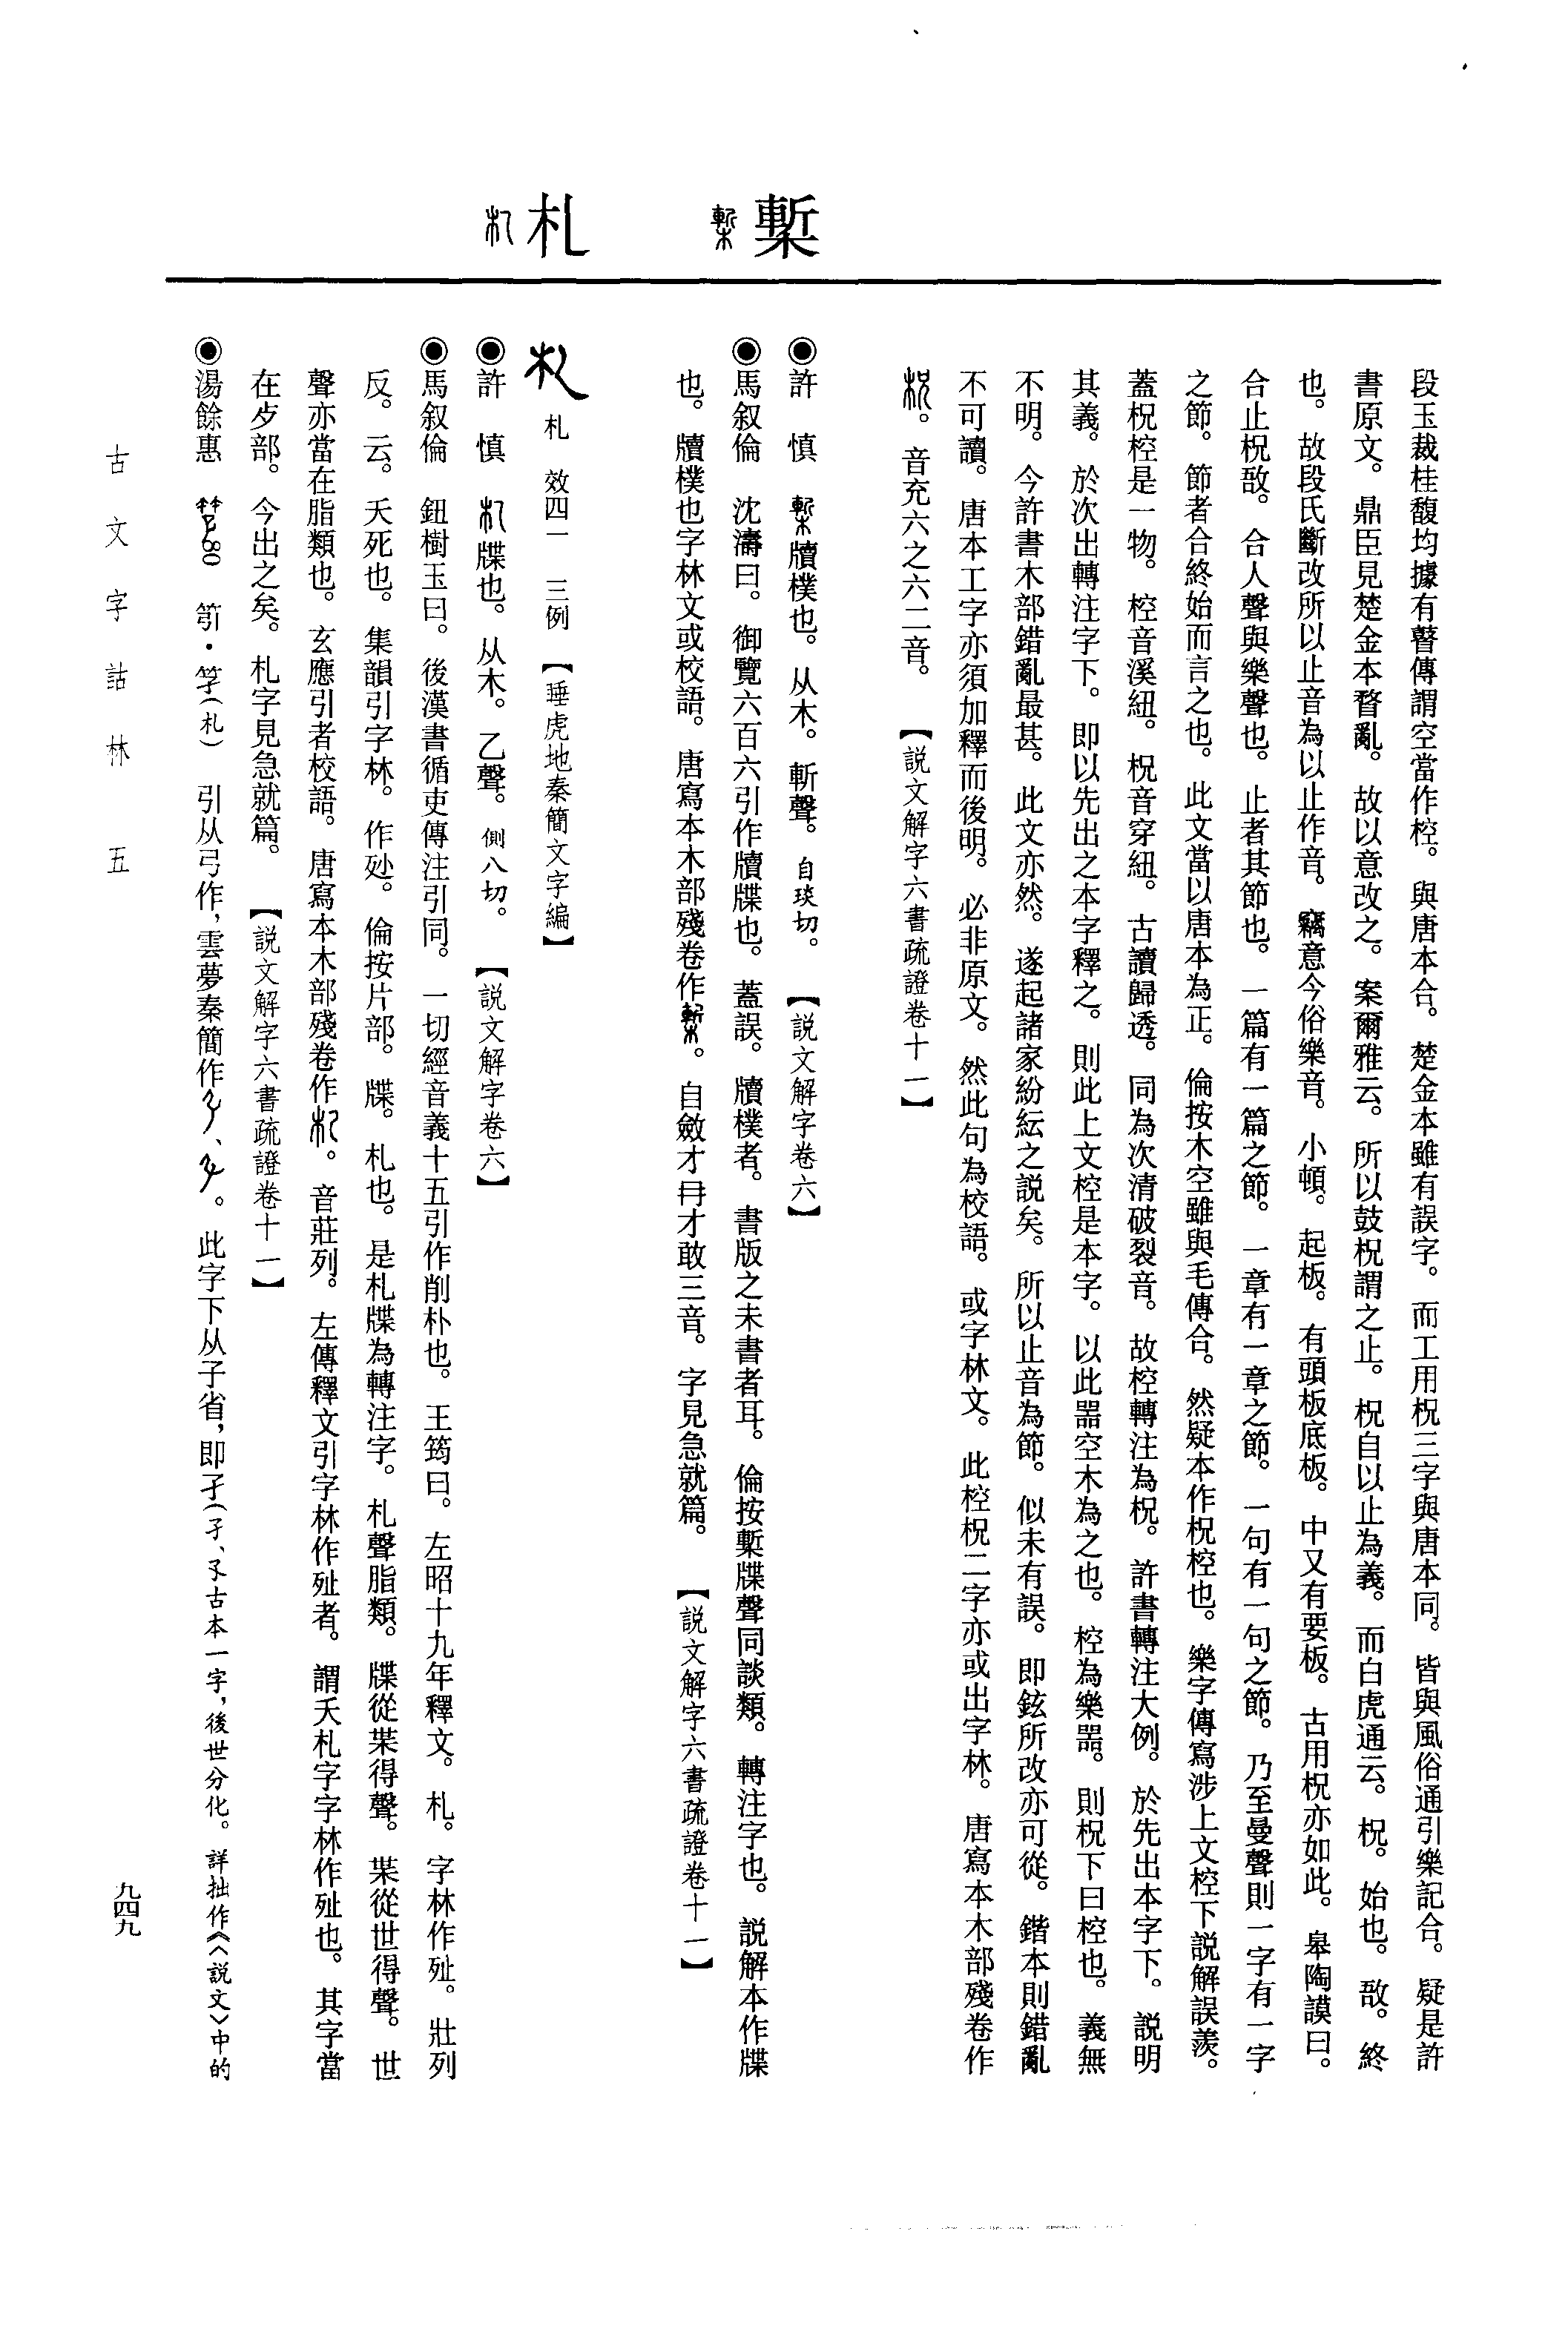 槧
札
段玉裁桂馥均據有瞽傳謂空當作椌。與唐本合。楚金本雖有誤字。而工用柷三字與唐本同。皆與風俗通引樂記合。疑是許
書原文。鼎臣見楚金本瞀亂。故以意改之。案爾雅云。所以鼓柷謂之止。柷自以止為義。而白虎通云。柷。始也。敔。終
也。故段氏斷改所以止音為以止作音。竊意今俗樂音。小頓。起板。有頭板底板。中又有要板。古用柷亦如此。皋陶謨曰。
合止柷敔。合人聲與樂聲也。止者其節也。一篇有一篇之節。一章有一章之節。一句有一句之節。乃至曼聲則一字有一字
之節。節者合終始而言之也。此文當以唐本為正。倫按木空雖與毛傳合。然疑本作柷椌也。樂字傳寫涉上文椌下說解誤羨。
蓋柷椌是一物。椌音溪紐。柷音穿紐。古讀歸透。同為次清破裂音。故椌轉注為柷。許書轉注大例。於先出本字下。說明
其義。於次出轉注字下。即以先出之本字釋之。則此上文椌是本字。以此噐空木為之也。椌為樂噐。則柷下曰椌也。義無
不明。今許書木部錯亂最甚。此文亦然。遂起諸家紛紜之説矣。所以止音為節。似未有誤。即鉉所改亦可從。鍇本則錯亂
不可讀。唐本工字亦須加釋而後明。必非原文。然此句為校語。或字林文。此椌柷二字亦或出字林。唐寫本木部殘卷作
。音充六之六二音。【説文解字六書疏證卷十一】
◉許 慎 牘樸也。从木。斬聲。自琰切。【説文解字卷六】
◉馬叙倫 沈濤曰。御覽六百六引作牘牒也。蓋誤。牘樸者。書版之未書者耳。倫按槧牒聲同談類。轉注字也。説解本作牒
也。牘樸也字林文或校語。唐寫本木部殘卷作。自斂才冄才敢三音。字見急就篇。【説文解字六書疏證卷十一】
札 效四一 三例 【睡虎地秦簡文字編】
◉許 慎 牒也。从木。乙聲。側八切。【説文解字卷六】
◉馬叙倫 鈕樹玉曰。後漢書循吏傳注引同。一切經音義十五引作削朴也。王筠曰。左昭十九年釋文。札。字林作。壯列
反。云。夭死也。集韻引字林。作。倫按片部。牒。札也。是札牒為轉注字。札聲脂類。牒從枼得聲。枼從世得聲。世
聲亦當在脂類也。玄應引者校語。唐寫本木部殘卷作。音莊列。左傳釋文引字林作者。謂夭札字字林作也。其字當
在歺部。今出之矣。札字見急就篇。【説文解字六書疏證卷十一】
◉湯餘惠 80 ・（札） 引从弓作，雲夢秦簡作、。此字下从子省，即孑（孑、孓古本一字，後世分化。詳拙作《〈説文〉中的
古文字詁林 五
九四九